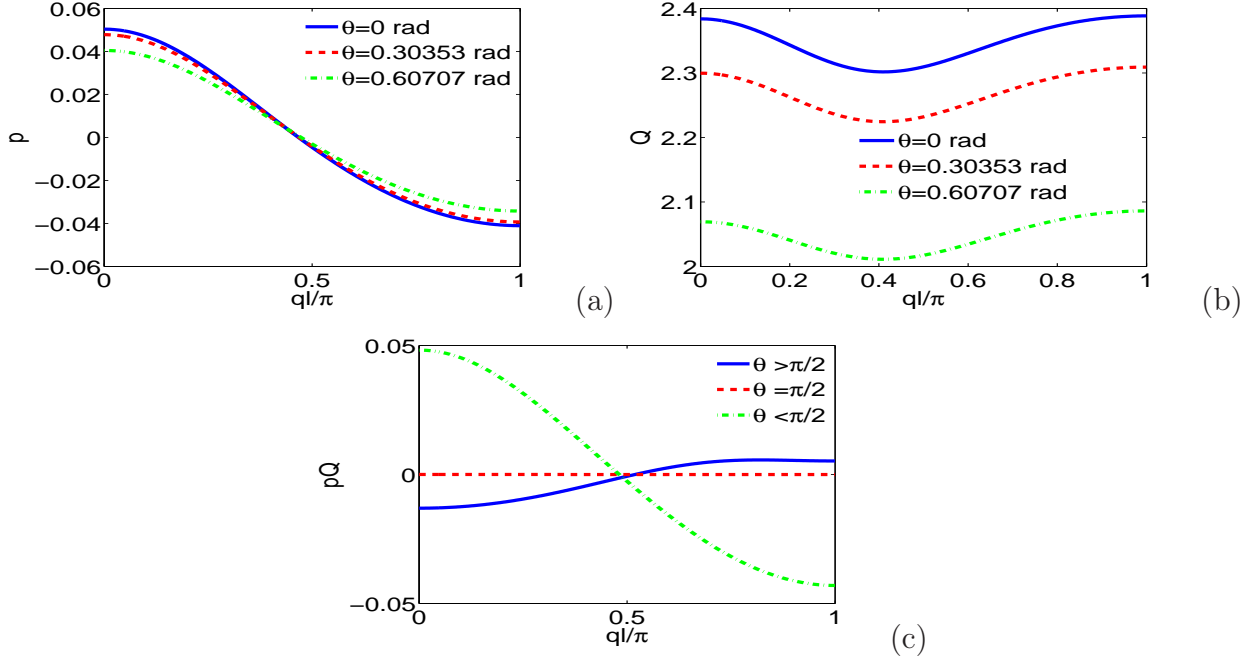 0.06
0.04
0.02
0
−0.02
−0.04
−0.06
p
θ=0 rad
θ=0.30353 rad
θ=0.60707 rad
0 0.5 1
ql/π
(a)
2.4
2.3
2.2
2.1
2
Q
θ=0 rad
θ=0.30353 rad
θ=0.60707 rad
0 0.2 0.4 0.6 0.8 1
ql/π
(b)
0.05
0
−0.05
pQ
θ >π/2
θ =π/2
θ <π/2
0 0.5 1
ql/π
(c)